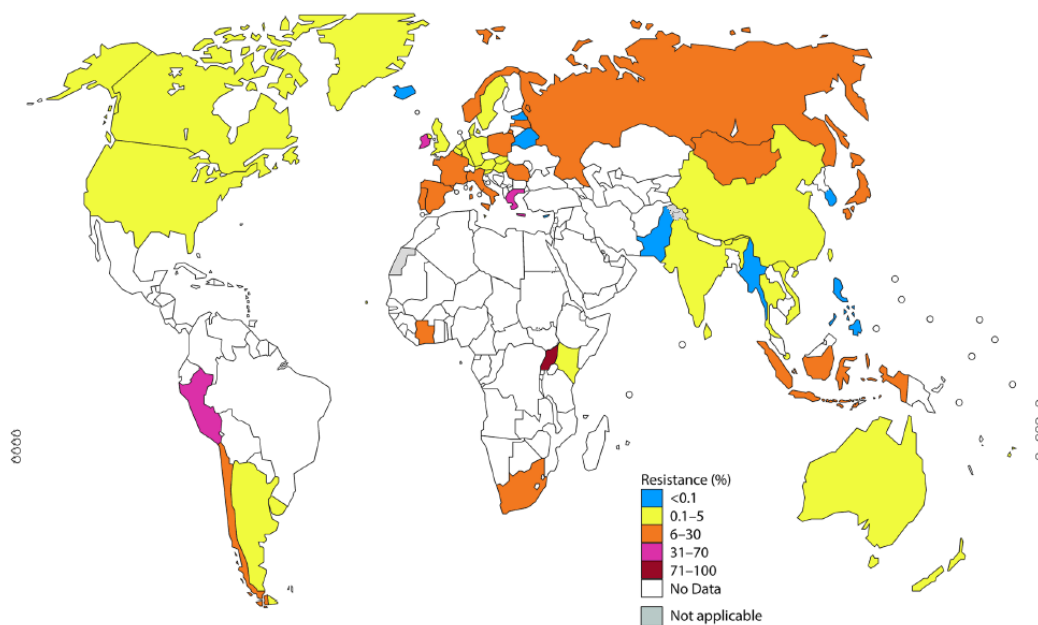 Resistance (%)
<0.1
0.1–5
6–30
31–70
71–100
No Data
Not applicable